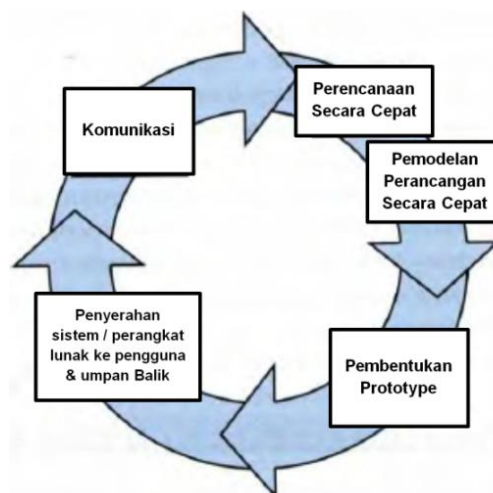 Komunikasi
Perencanaan
Secara Cepat
Pemodelan
Perancangan
Secara Cepat
Pembentukan
Prototype
Penyerahan
sistem / perangkat
lunak ke pengguna
& umpan Balik